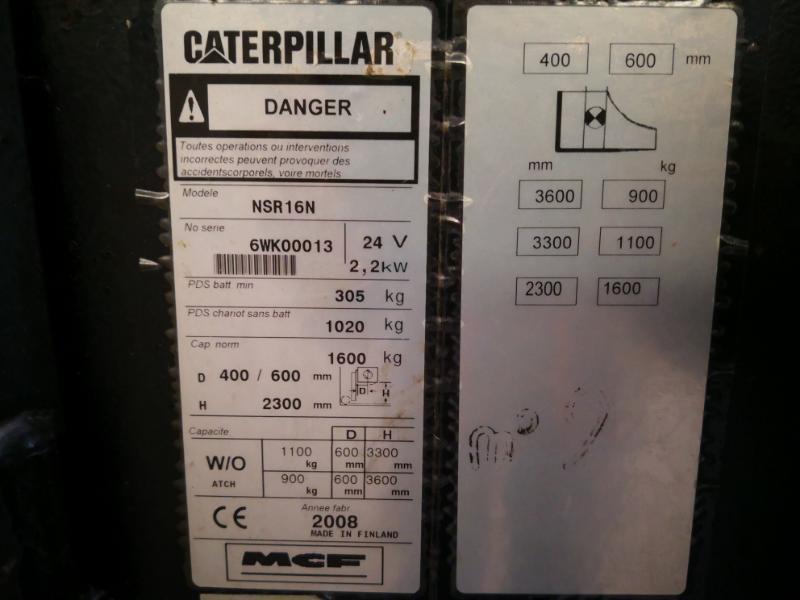 CATERPILLAR
DANGER
Toutes operations ou interventions
incorrectes peuvent provoquer des
accidentscorporels, voire mortels
Modele
NSR16N
No serie
6WK00013
24 V
2,2kW
PDS batt. min
305 kg
PDS chariot sans batt
1020 kg
Cap norm
1600 kg
D 400 / 600 mm
H 2300 mm
D
H
Capacite
D H
W/O
ATCH
1100 kg 600 mm 3300 mm
900 kg 600 mm 3600 mm
CE
Annee fabr
2008
MADE IN FINLAND
MCF
400 600 mm
mm kg
3600 900
3300 1100
2300 1600